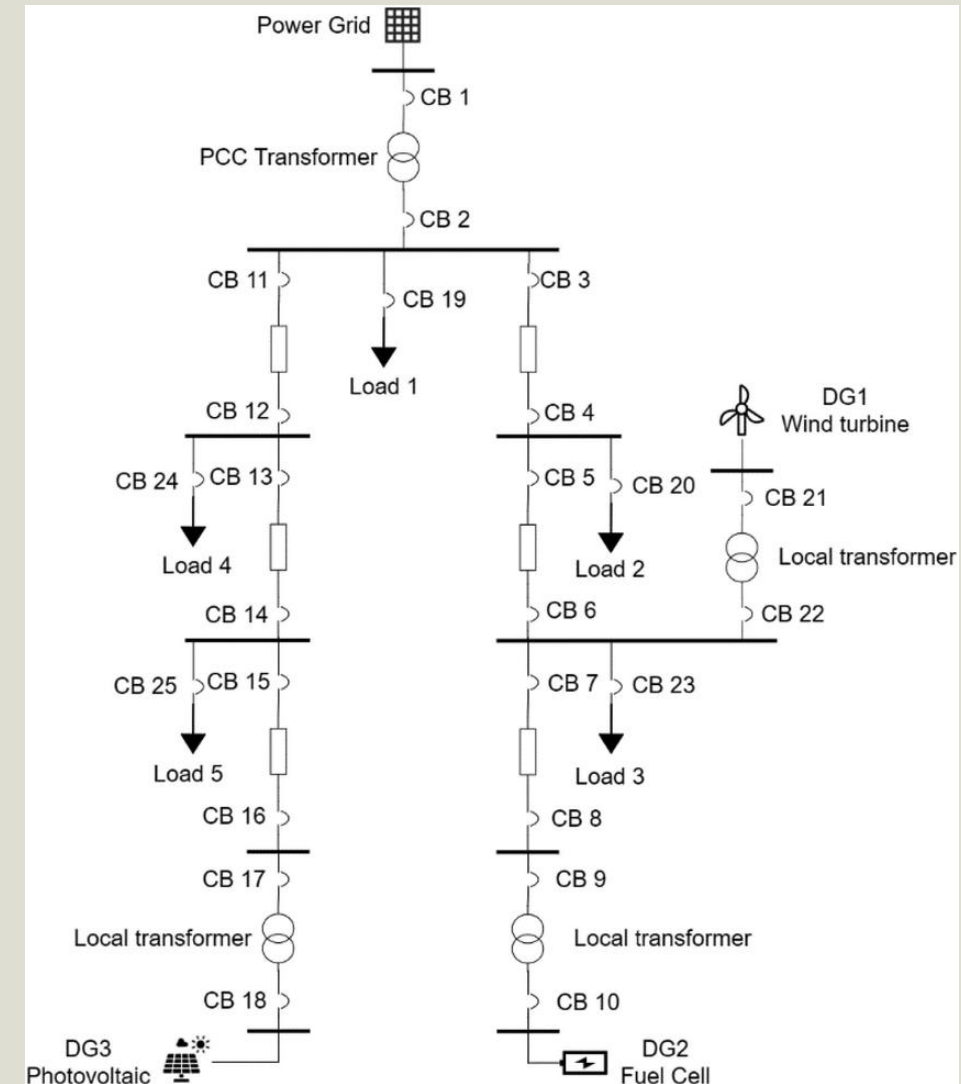 Power Grid
CB 1
PCC Transformer
CB 2
CB 11
CB 19
CB 3
Load 1
CB 12
CB 4
DG1
Wind turbine
CB 24
CB 13
CB 5
CB 20
CB 21
Load 4
Load 2
Local transformer
CB 14
CB 6
CB 22
CB 25
CB 15
CB 7
CB 23
Load 5
Load 3
CB 16
CB 8
CB 17
CB 9
Local transformer
Local transformer
CB 18
CB 10
DG3
Photovoltaic
DG2
Fuel Cell